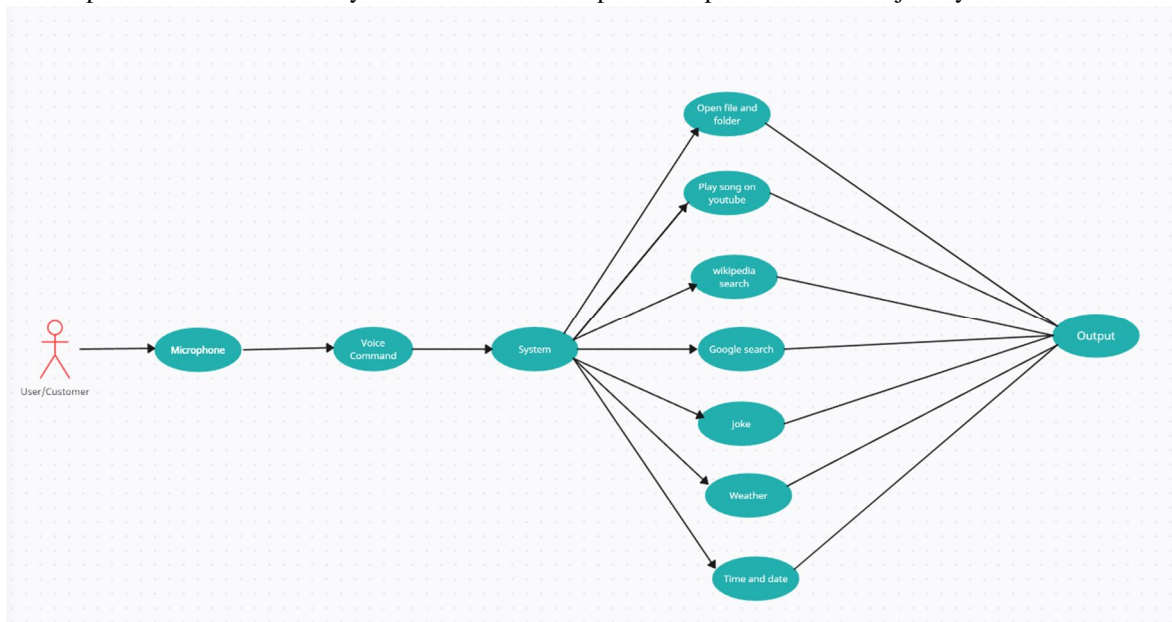 User/Customer
Microphone
Voice
Command
System
Open file and
folder
Play song on
youtube
wikipedia
search
Google search
joke
Weather
Time and date
Output